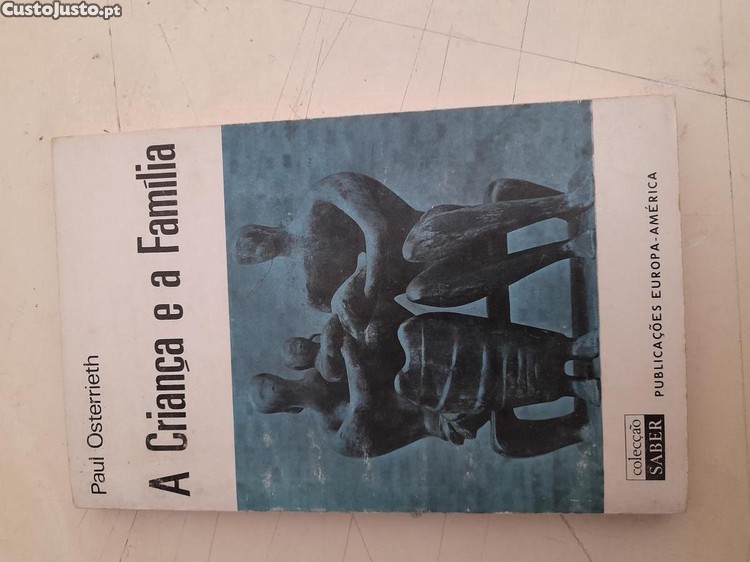 CustoJusto.pt
Paul Osterrieth
A Criança e a Família
colecção
SABER
PUBLICAÇÕES EUROPA-AMÉRICA